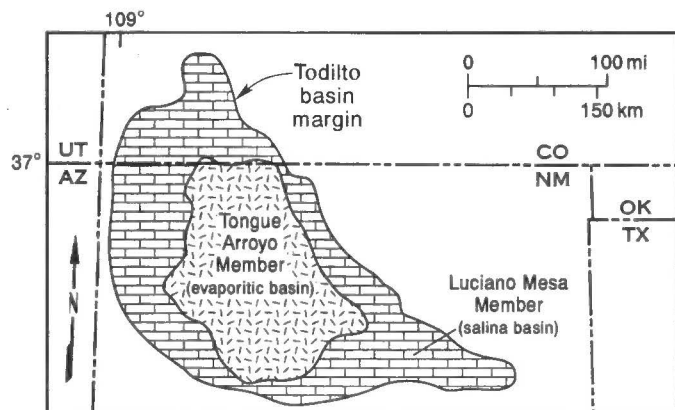 109°
Todilto
basin
margin
0 100 mi
0 150 km
37°
UT
CO
AZ
NM
OK
TX
Tongue
Arroyo
Member
(evaporitic basin)
Luciano Mesa
Member
(salina basin)
N